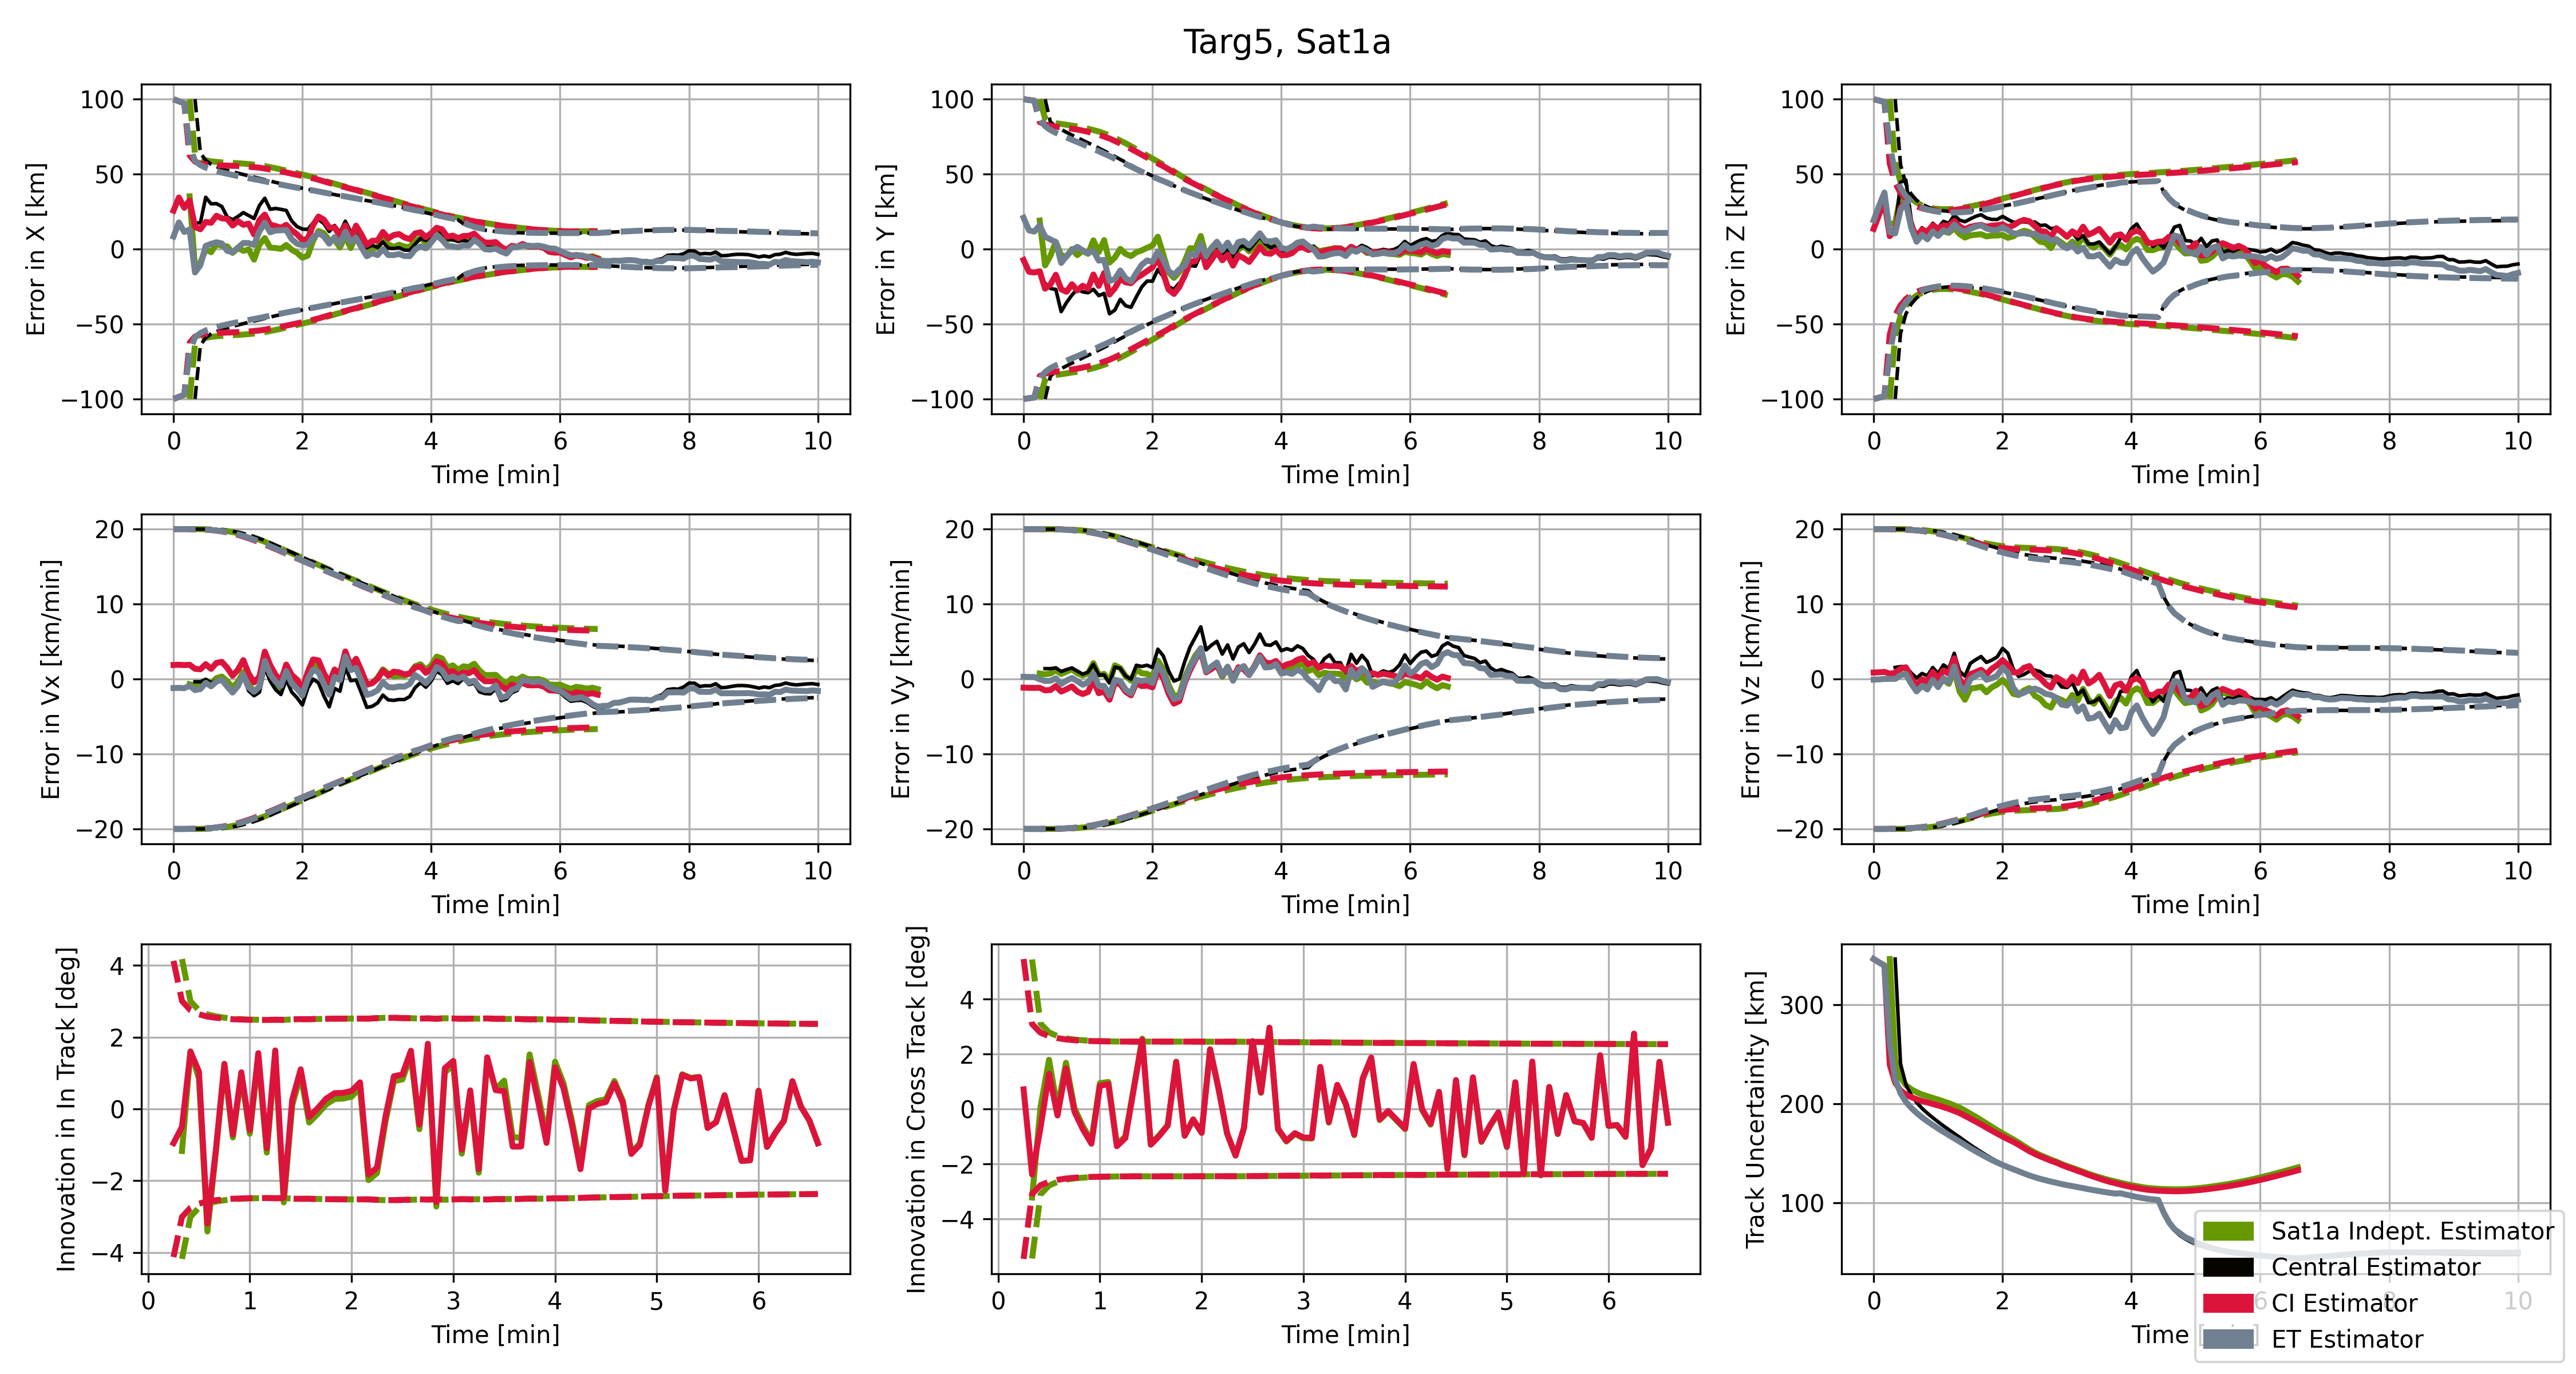 Targ5, Sat1a
Error in X [km]
100
50
0
−50
−100
0 2 4 6 8 10
Time [min]
Error in Y [km]
100
50
0
−50
−100
0 2 4 6 8 10
Time [min]
Error in Z [km]
100
50
0
−50
−100
0 2 4 6 8 10
Time [min]
Error in Vx [km/min]
20
10
0
−10
−20
0 2 4 6 8 10
Time [min]
Error in Vy [km/min]
20
10
0
−10
−20
0 2 4 6 8 10
Time [min]
Error in Vz [km/min]
20
10
0
−10
−20
0 2 4 6 8 10
Time [min]
Innovation in In Track [deg]
4
2
0
−2
−4
0 1 2 3 4 5 6
Time [min]
Innovation in Cross Track [deg]
4
2
0
−2
−4
0 1 2 3 4 5 6
Time [min]
Track Uncertainity [km]
300
200
100
0 2 4 6 8 10
Time
Sat1a Indept. Estimator
Central Estimator
CI Estimator
ET Estimator